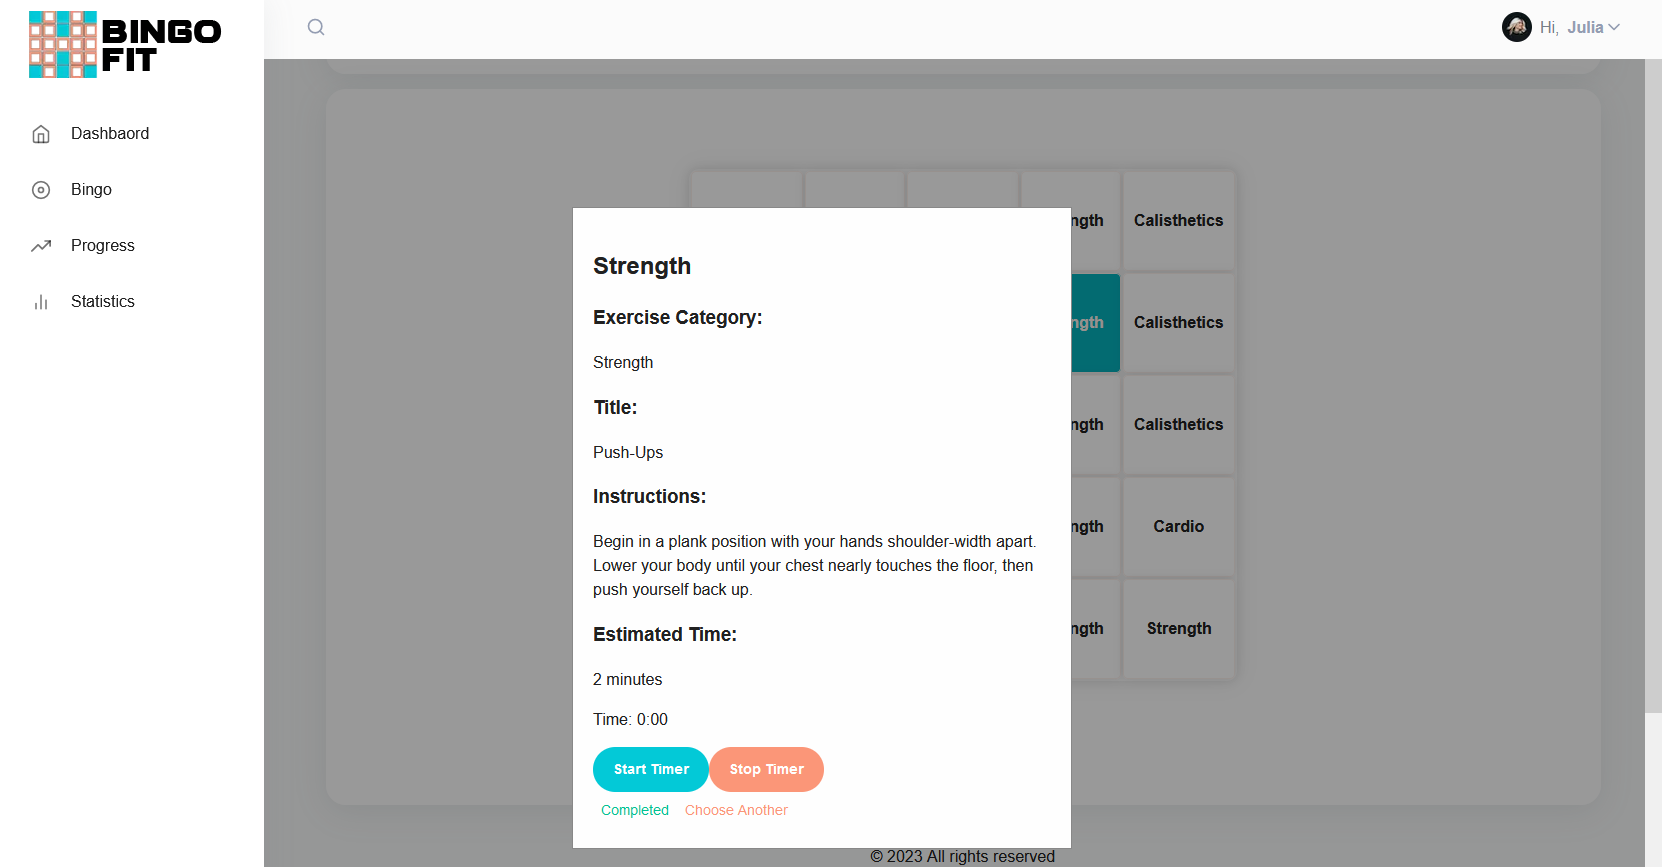 BINGO
FIT
Hi, Julia
Dashbaord
Bingo
Progress
Statistics
ngth Calisthetics
ngth Calisthetics
ngth Calisthetics
ngth Cardio
ngth Strength
Strength
Exercise Category:
Strength
Title:
Push-Ups
Instructions:
Begin in a plank position with your hands shoulder-width apart.
Lower your body until your chest nearly touches the floor, then
push yourself back up.
Estimated Time:
2 minutes
Time: 0:00
Start Timer Stop Timer
Completed Choose Another
© 2023 All rights reserved